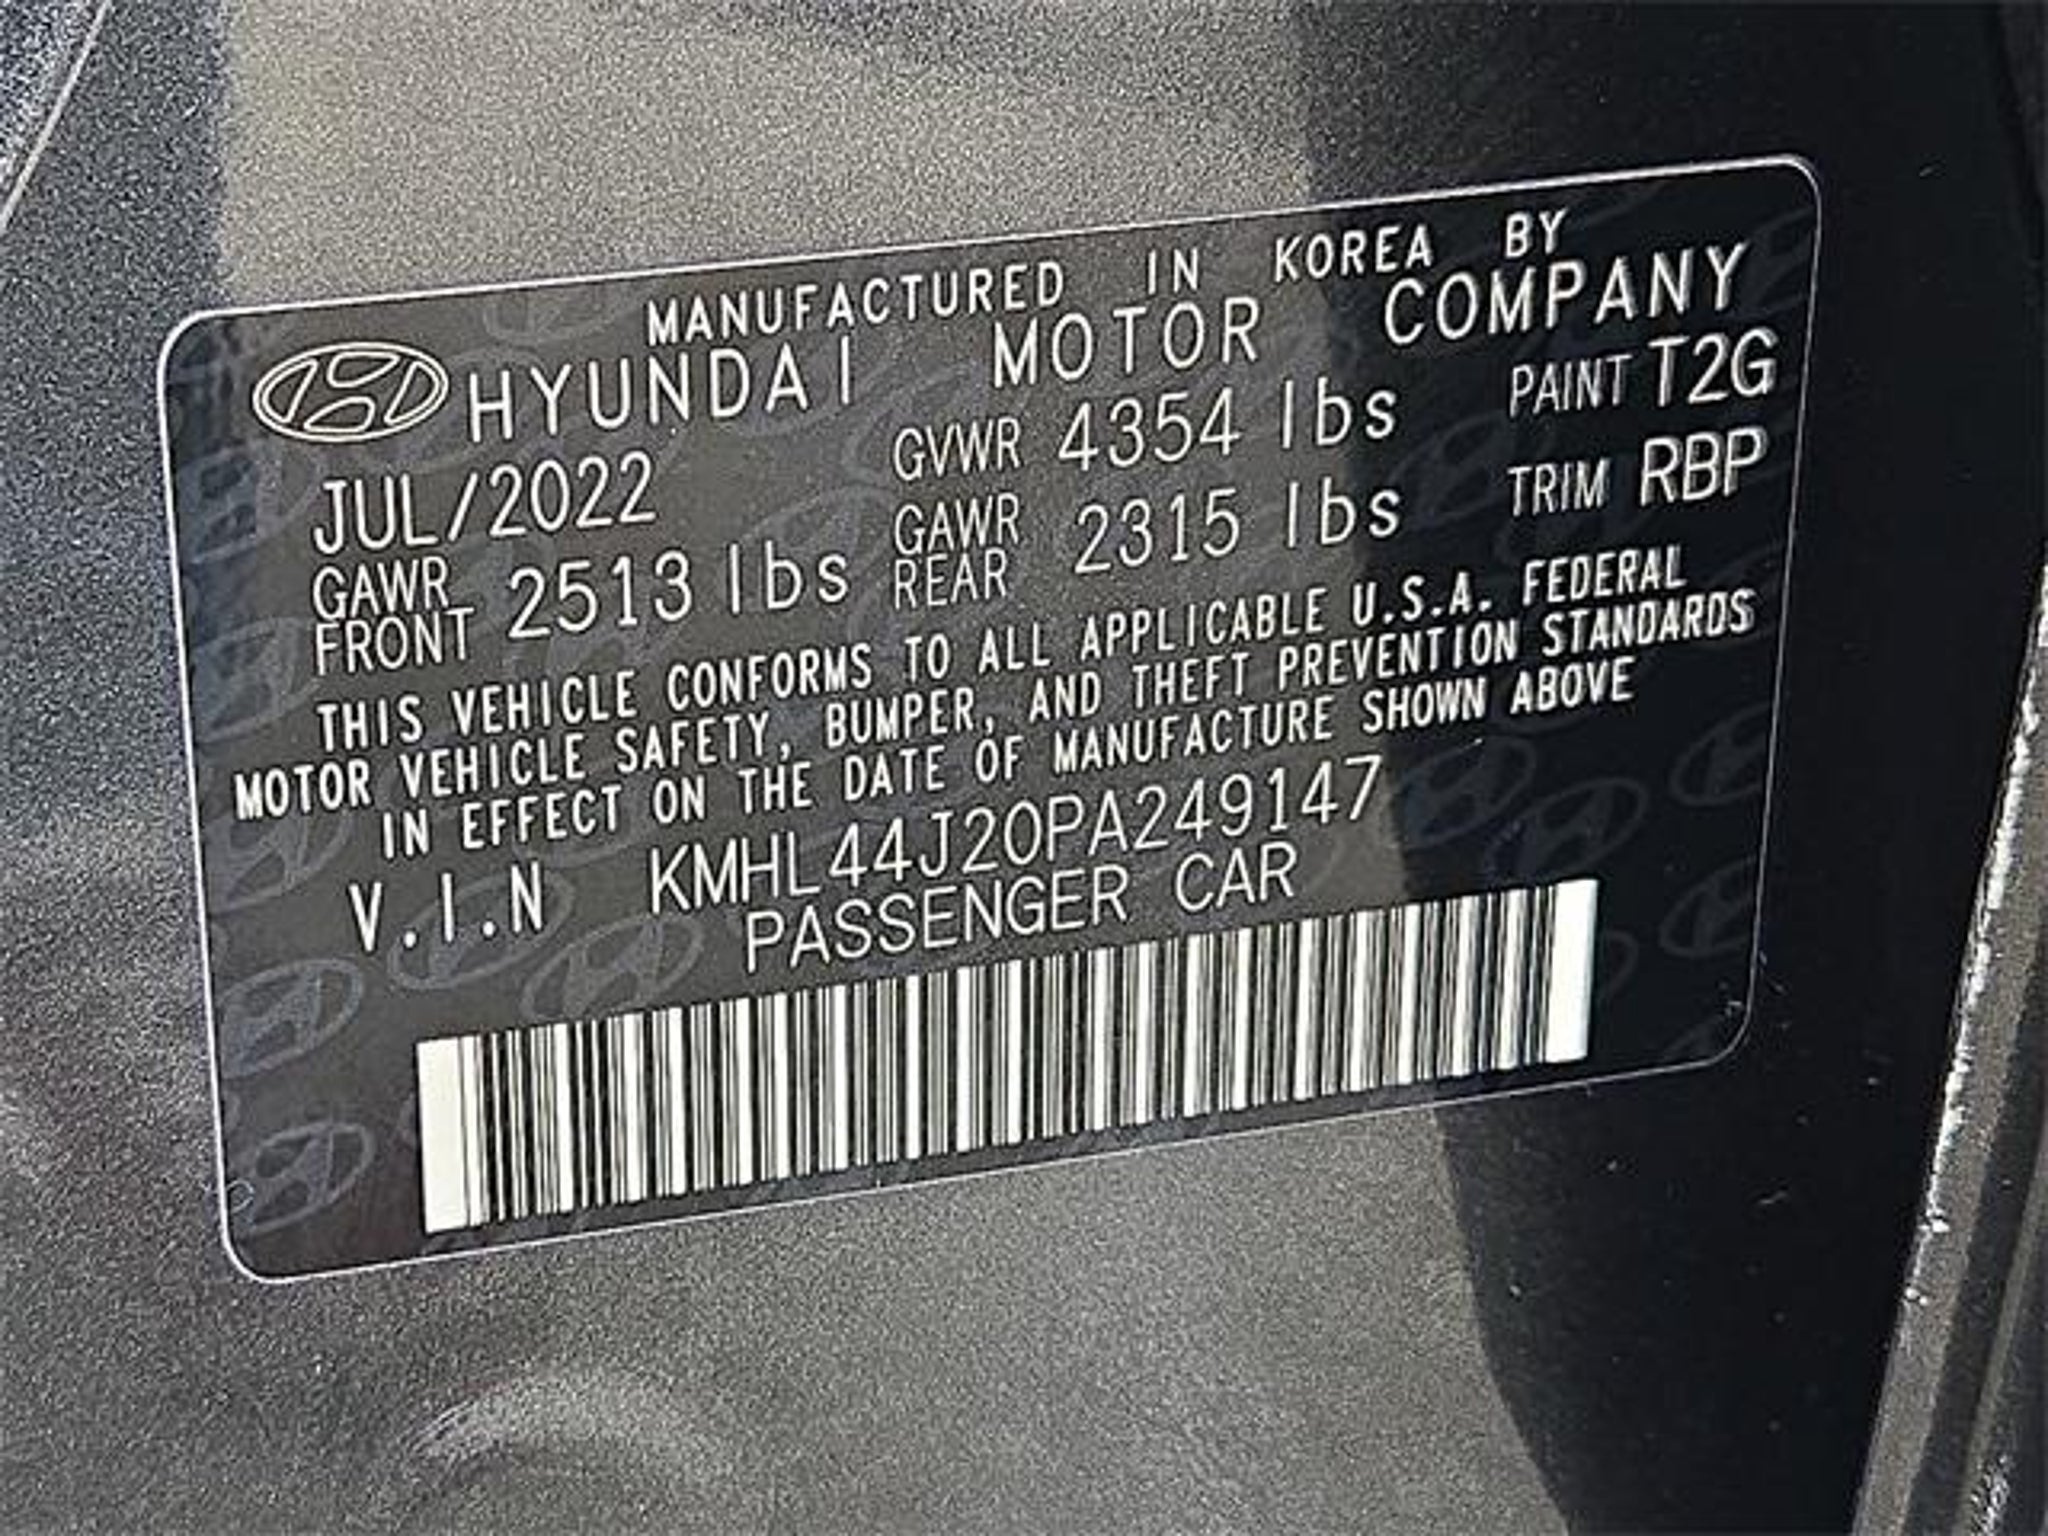 MANUFACTURED IN KOREA BY
HYUNDAI MOTOR COMPANY
JUL/2022 GVWR 4354 lbs PAINT T2G
GAWR FRONT 2513 lbs GAWR REAR 2315 lbs TRIM RBP
THIS VEHICLE CONFORMS TO ALL APPLICABLE U.S.A. FEDERAL
MOTOR VEHICLE SAFETY, BUMPER, AND THEFT PREVENTION STANDARDS
IN EFFECT ON THE DATE OF MANUFACTURE SHOWN ABOVE
V.I.N KMHL44J20PA249147
PASSENGER CAR